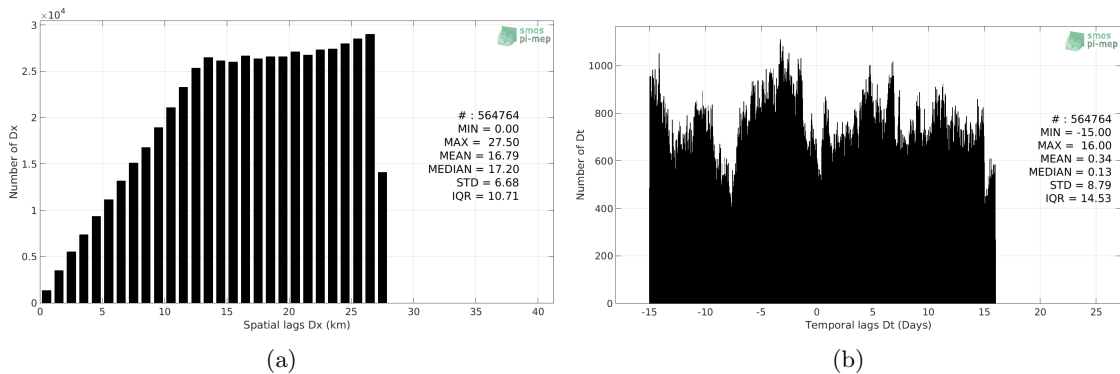 ×10⁴
3
2.5
2
1.5
1
0.5
0
Number of Dx
0 5 10 15 20 25 30 35 40
Spatial lags Dx (km)
smos
pi-mep
# : 564764
MIN = 0.00
MAX = 27.50
MEAN = 16.79
MEDIAN = 17.20
STD = 6.68
IQR = 10.71
(a)
1000
800
600
400
200
0
Number of Dt
-15 -10 -5 0 5 10 15 20 25
Temporal lags Dt (Days)
smos
pi-mep
# : 564764
MIN = -15.00
MAX = 16.00
MEAN = 0.34
MEDIAN = 0.13
STD = 8.79
IQR = 14.53
(b)